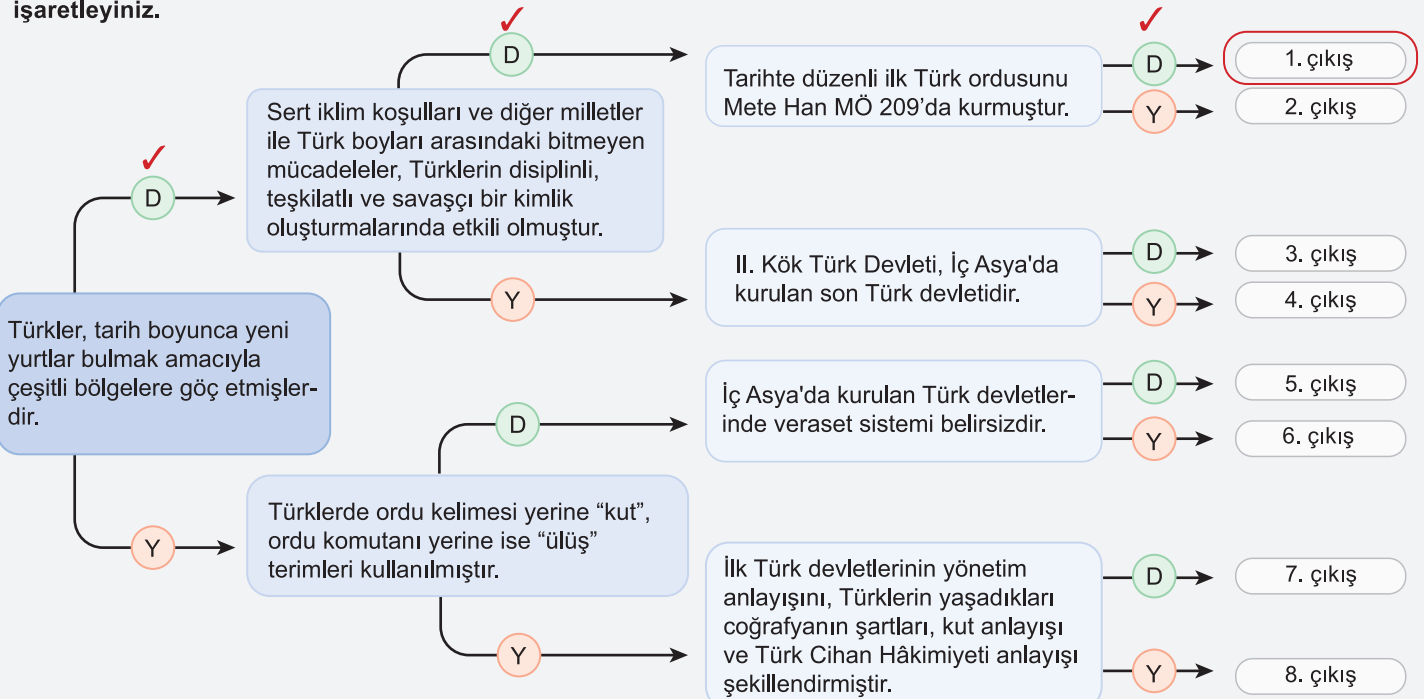 işaretleyiniz.
D
Tarihte düzenli ilk Türk ordusunu
Mete Han MÖ 209’da kurmuştur.
D
1. çıkış
Y
2. çıkış
Sert iklim koşulları ve diğer milletler
ile Türk boyları arasındaki bitmeyen
mücadeleler, Türklerin disiplinli,
teşkilatlı ve savaşçı bir kimlik
oluşturmalarında etkili olmuştur.
D
Y
II. Kök Türk Devleti, İç Asya'da
kurulan son Türk devletidir.
D
3. çıkış
Y
4. çıkış
Türkler, tarih boyunca yeni
yurtlar bulmak amacıyla
çeşitli bölgelere göç etmişler-
dir.
D
İç Asya'da kurulan Türk devletler-
inde veraset sistemi belirsizdir.
D
5. çıkış
Y
6. çıkış
Y
Türklerde ordu kelimesi yerine “kut”,
ordu komutanı yerine ise “ülüş”
terimleri kullanılmıştır.
Y
İlk Türk devletlerinin yönetim
anlayışını, Türklerin yaşadıkları
coğrafyanın şartları, kut anlayışı
ve Türk Cihan Hâkimiyeti anlayışı
şekillendirmiştir.
D
7. çıkış
Y
8. çıkış